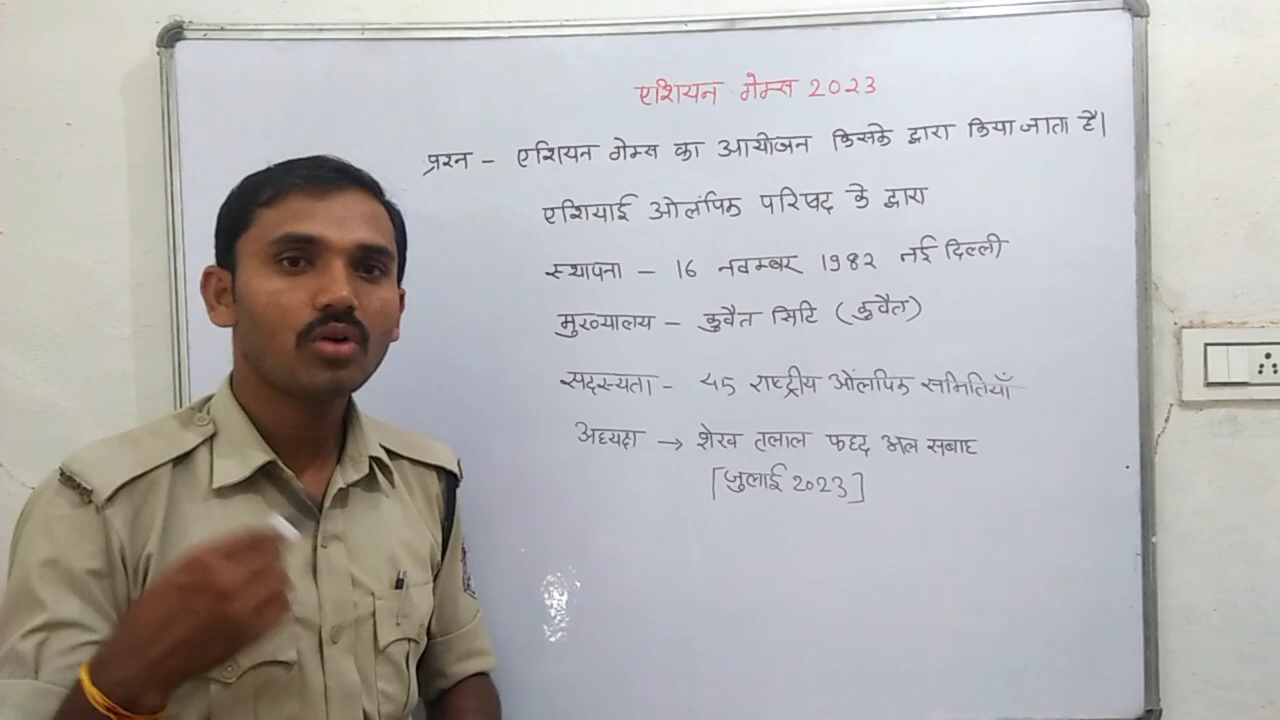 एशियन गेम्स 2023
प्रश्न - एशियन गेम्स का आयोजन किसके द्वारा किया जाता है।
एशियाई ओलंपिक परिषद के द्वारा
स्थापना - 16 नवम्बर 1982 नई दिल्ली
मुख्यालय - कुवैत सिटि (कुवैत)
सदस्यता - 45 राष्ट्रीय ओंलपिक समितियाँ
अध्यक्ष → शेख तलाल फहद अल सबाह
[जुलाई 2023]